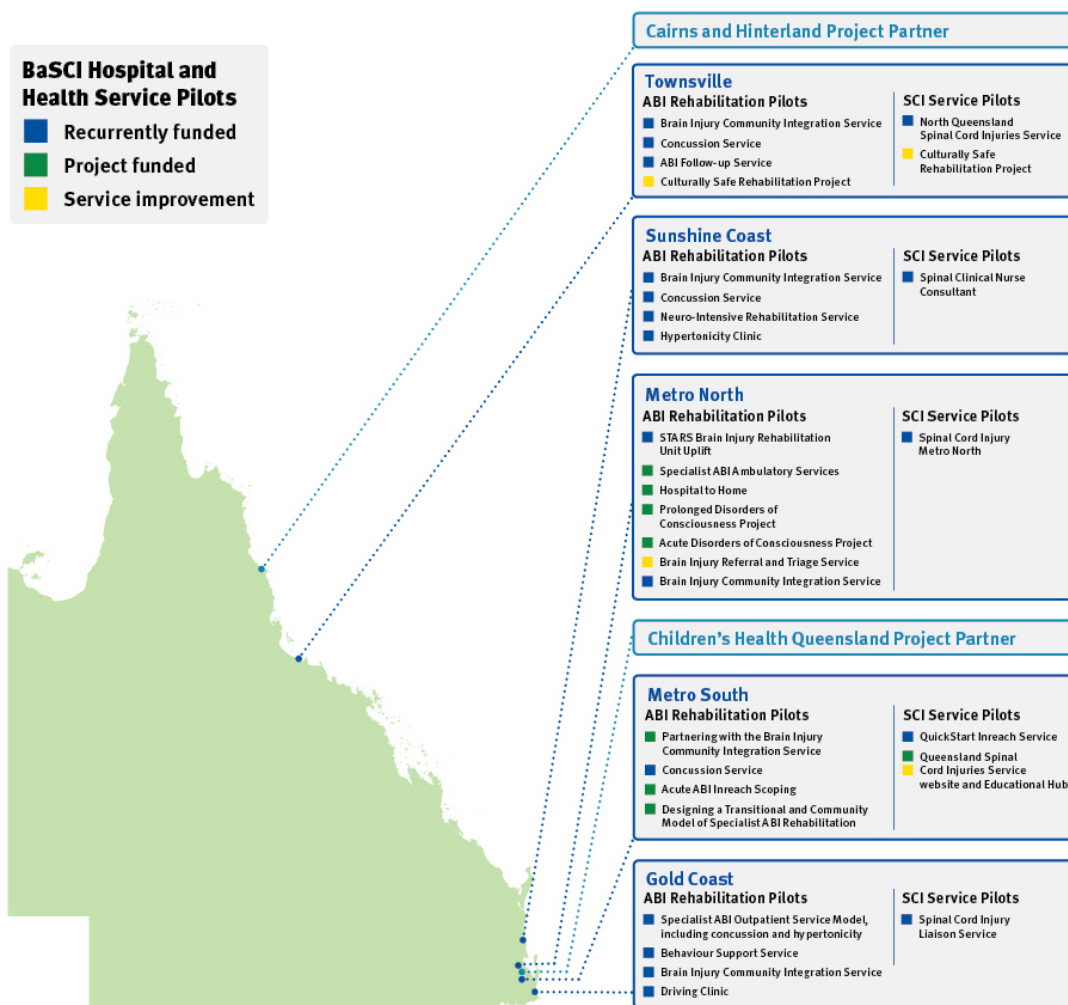 BaSCI Hospital and
Health Service Pilots
Recurrently funded
Project funded
Service improvement
Cairns and Hinterland Project Partner
Townsville
ABI Rehabilitation Pilots
Brain Injury Community Integration Service
Concussion Service
ABI Follow-up Service
Culturally Safe Rehabilitation Project
SCI Service Pilots
North Queensland
Spinal Cord Injuries Service
Culturally Safe
Rehabilitation Project
Sunshine Coast
ABI Rehabilitation Pilots
Brain Injury Community Integration Service
Concussion Service
Neuro-Intensive Rehabilitation Service
Hypertonicity Clinic
SCI Service Pilots
Spinal Clinical Nurse
Consultant
Metro North
ABI Rehabilitation Pilots
STARS Brain Injury Rehabilitation
Unit Uplift
Specialist ABI Ambulatory Services
Hospital to Home
Prolonged Disorders of
Consciousness Project
Acute Disorders of Consciousness Project
Brain Injury Referral and Triage Service
Brain Injury Community Integration Service
SCI Service Pilots
Spinal Cord Injury
Metro North
Children's Health Queensland Project Partner
Metro South
ABI Rehabilitation Pilots
Partnering with the Brain Injury
Community Integration Service
Concussion Service
Acute ABI Inreach Scoping
Designing a Transitional and Community
Model of Specialist ABI Rehabilitation
SCI Service Pilots
QuickStart Inreach Service
Queensland Spinal
Cord Injuries Service
website and Educational Hub
Gold Coast
ABI Rehabilitation Pilots
Specialist ABI Outpatient Service Model,
including concussion and hypertonicity
Behaviour Support Service
Brain Injury Community Integration Service
Driving Clinic
SCI Service Pilots
Spinal Cord Injury
Liaison Service